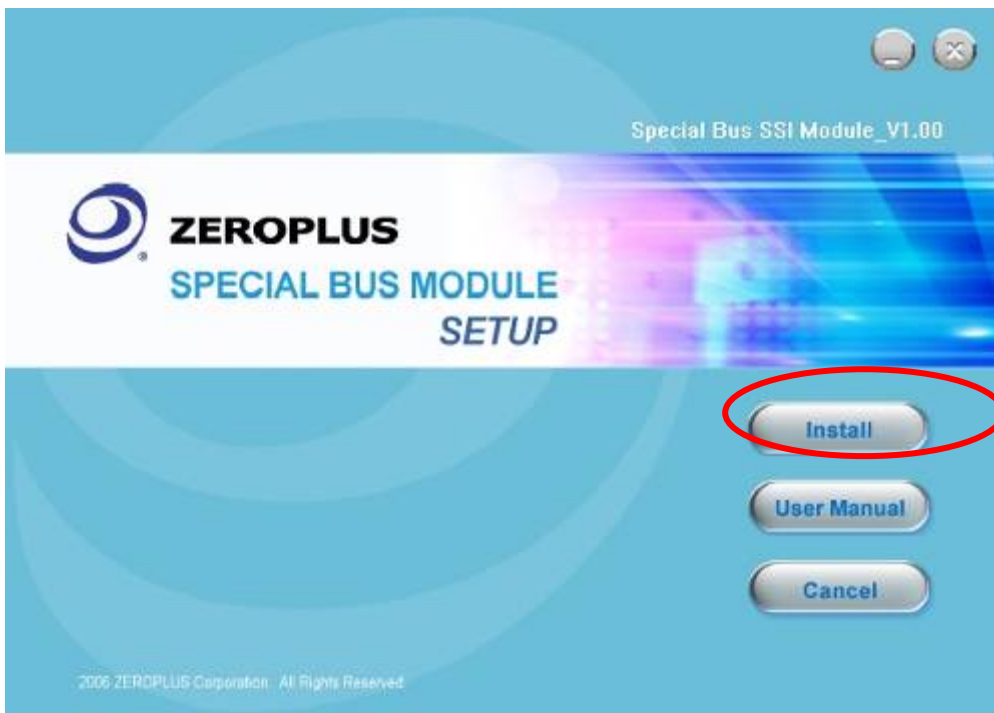 Special Bus SSI Module_V1.00
ZEROPLUS
SPECIAL BUS MODULE
SETUP
Install
User Manual
Cancel
2006 ZEROPLUS Corporation All Rights Reserved